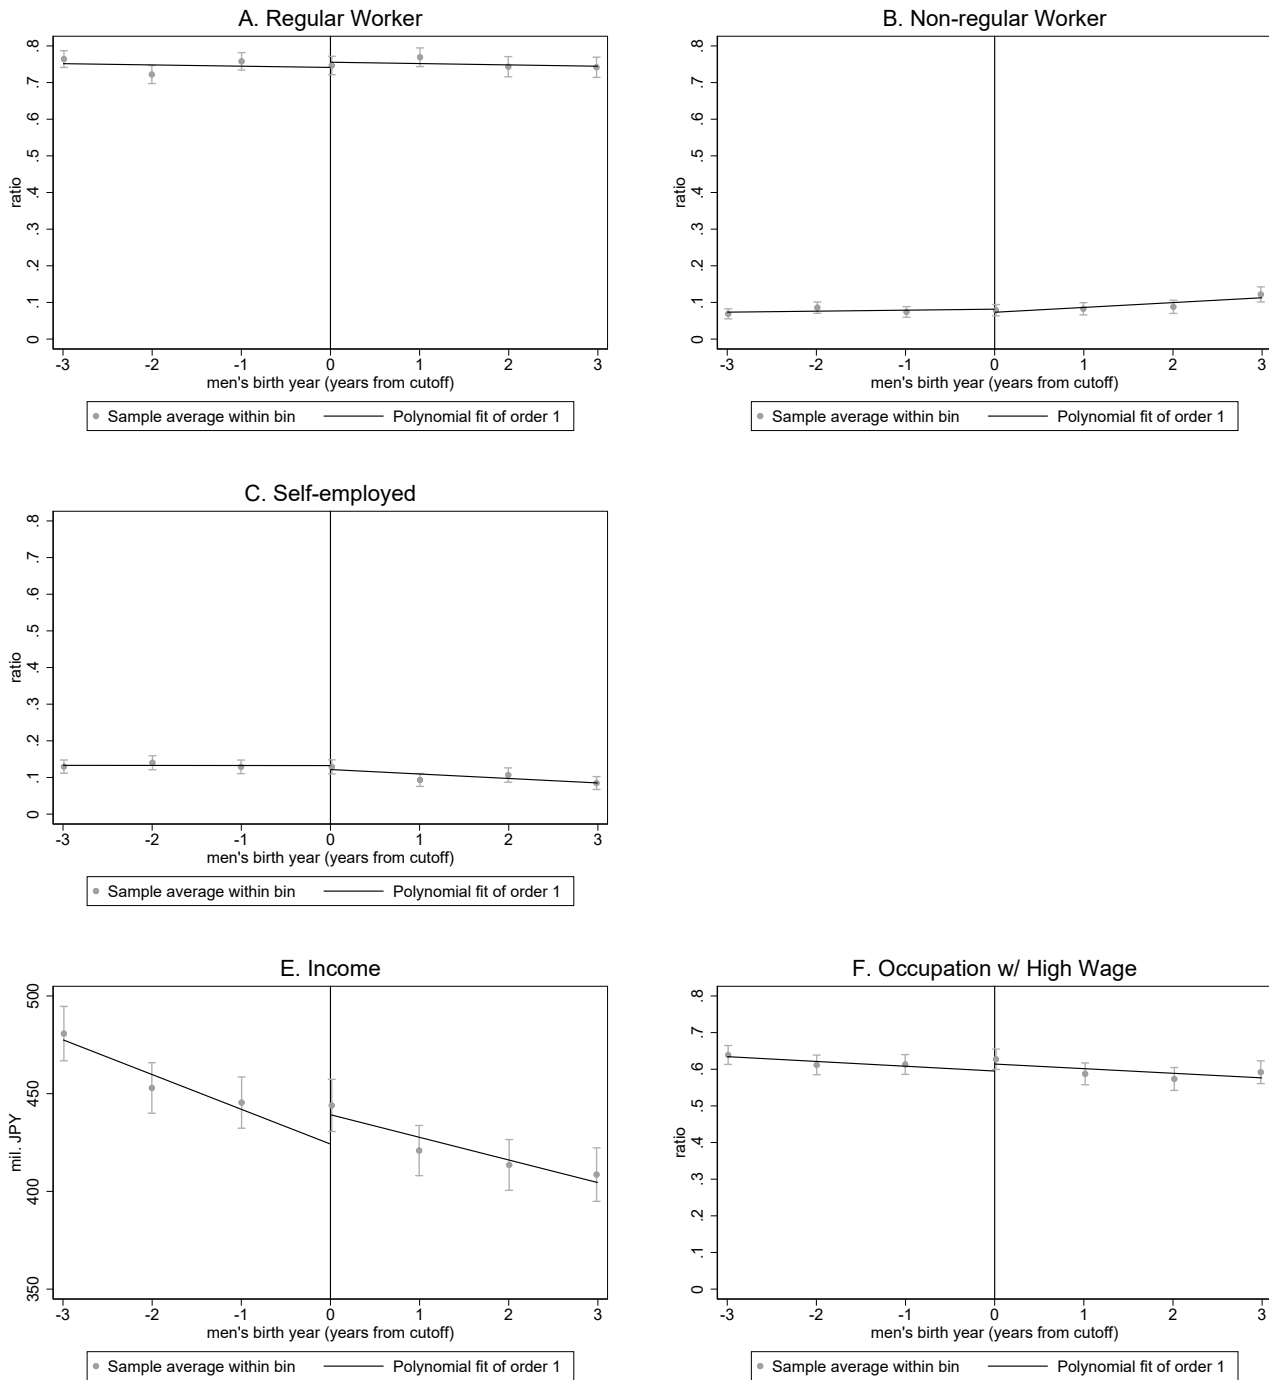 A. Regular Worker
ratio
.8
.7
.6
.5
.4
.3
.2
.1
0
-3 -2 -1 0 1 2 3
men's birth year (years from cutoff)
Sample average within bin Polynomial fit of order 1
B. Non-regular Worker
ratio
.8
.7
.6
.5
.4
.3
.2
.1
0
-3 -2 -1 0 1 2 3
men's birth year (years from cutoff)
Sample average within bin Polynomial fit of order 1
C. Self-employed
ratio
.8
.7
.6
.5
.4
.3
.2
.1
0
-3 -2 -1 0 1 2 3
men's birth year (years from cutoff)
Sample average within bin Polynomial fit of order 1
E. Income
mil. JPY
500
450
400
350
-3 -2 -1 0 1 2 3
men's birth year (years from cutoff)
Sample average within bin Polynomial fit of order 1
F. Occupation w/ High Wage
ratio
.8
.7
.6
.5
.4
.3
.2
.1
0
-3 -2 -1 0 1 2 3
men's birth year (years from cutoff)
Sample average within bin Polynomial fit of order 1